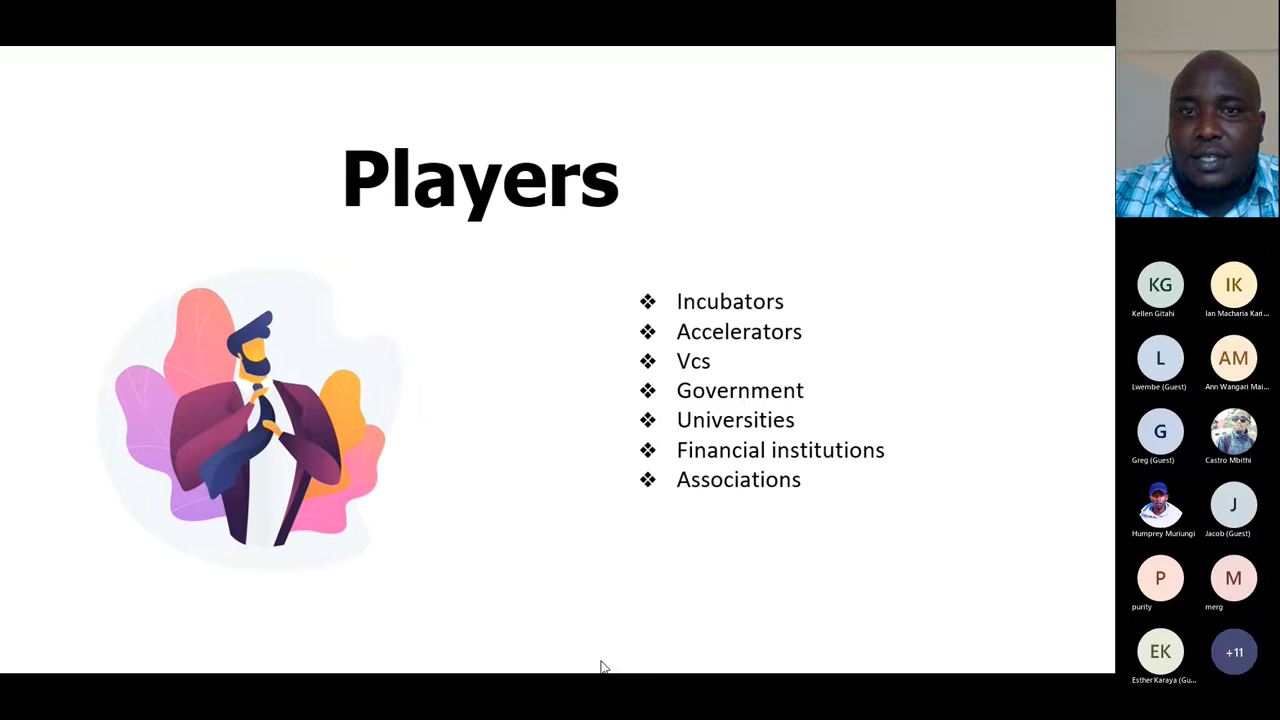 Players
❖ Incubators
❖ Accelerators
❖ Vcs
❖ Government
❖ Universities
❖ Financial institutions
❖ Associations
KG
IK
Kellen Gitahi
Ian Macharia Kari...
L
AM
Lwembe (Guest)
Ann Wangari Mai...
G
Greg (Guest)
Castro Mbithi
J
Humprey Muriungi
Jacob (Guest)
P
M
purity
merg
EK
+11
Esther Karaya (Gu...